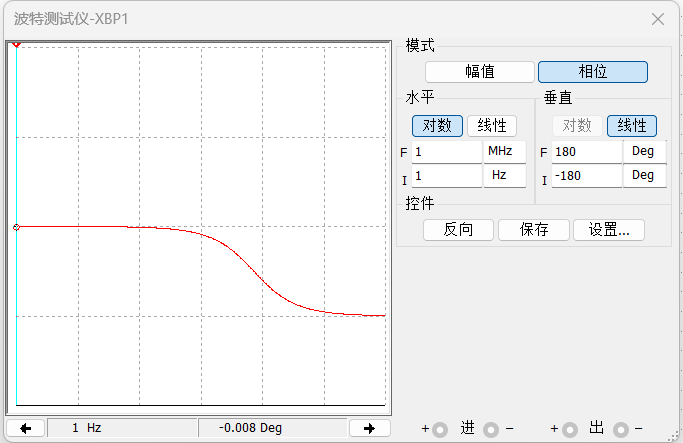 波特测试仪-XBP1
模式
幅值 相位
水平 垂直
对数 线性 对数 线性
F 1 MHz F 180 Deg
I 1 Hz I -180 Deg
控件
反向 保存 设置...
1 Hz -0.008 Deg
+ 进 - + 出 -